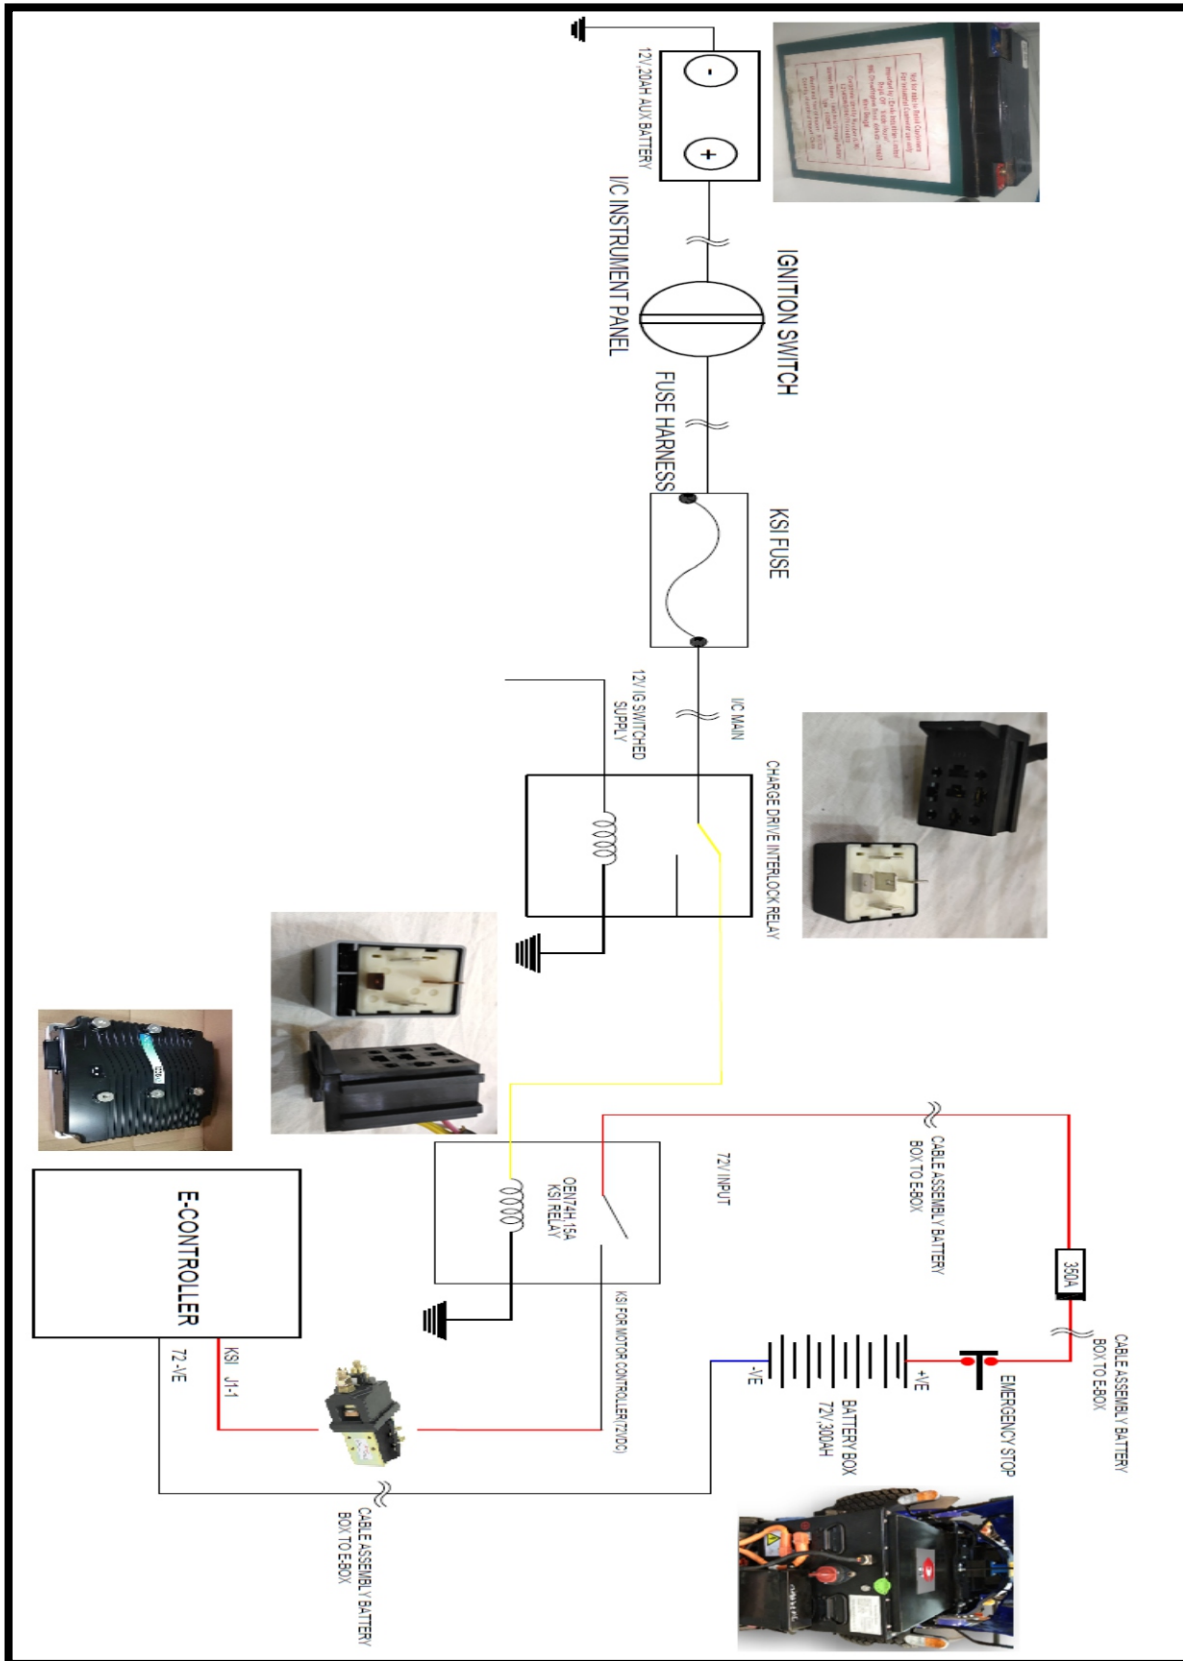 12V,20AH AUX BATTERY
-
+
I/C INSTRUMENT PANEL
IGNITION SWITCH
FUSE HARNESS
KSI FUSE
I/C MAIN
12V IG SWITCHED
SUPPLY
CHARGE DRIVE INTERLOCK RELAY
72V INPUT
OEN74H,15A
KSI RELAY
KSI FOR MOTOR CONTROLLER(72VDC)
CABLE ASSEMBLY BATTERY
BOX TO E-BOX
350A
CABLE ASSEMBLY BATTERY
BOX TO E-BOX
EMERGENCY STOP
+VE
-VE
BATTERY BOX
72V,300AH
E-CONTROLLER
KSI J1-1
72 -VE
CABLE ASSEMBLY BATTERY
BOX TO E-BOX